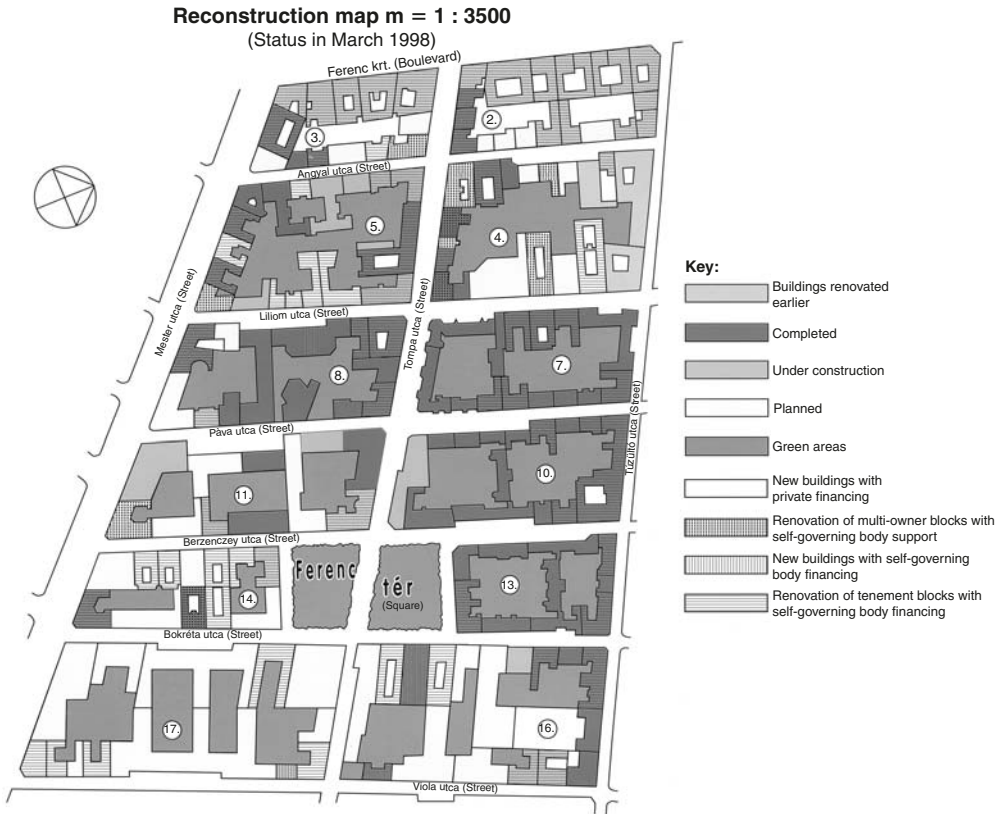 Reconstruction map m = 1 : 3500
(Status in March 1998)
Ferenc krt. (Boulevard)
3.
2.
Angyal utca (Street)
5.
4.
Mester utca (Street)
Tompa utca (Street)
Liliom utca (Street)
8.
7.
Páva utca (Street)
Tűzültó utca (Street)
11.
10.
Berzenczey utca (Street)
Ferenc
tér
(Square)
14.
13.
Bokréta utca (Street)
17.
16.
Viola utca (Street)
Key:
Buildings renovated
earlier
Completed
Under construction
Planned
Green areas
New buildings with
private financing
Renovation of multi-owner blocks with
self-governing body support
New buildings with self-governing
body financing
Renovation of tenement blocks with
self-governing body financing